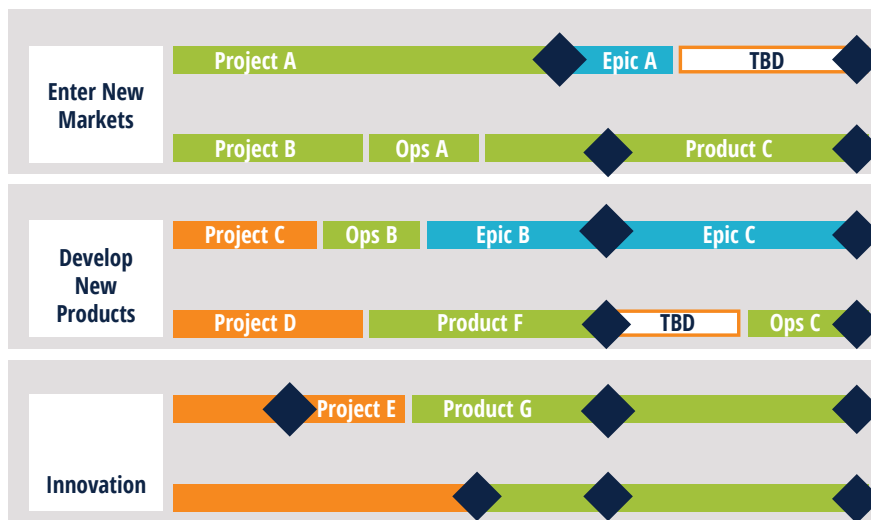 Enter New
Markets
Project A
Epic A
TBD
Project B
Ops A
Product C
Develop
New
Products
Project C
Ops B
Epic B
Epic C
Project D
Product F
TBD
Ops C
Innovation
Project E
Product G